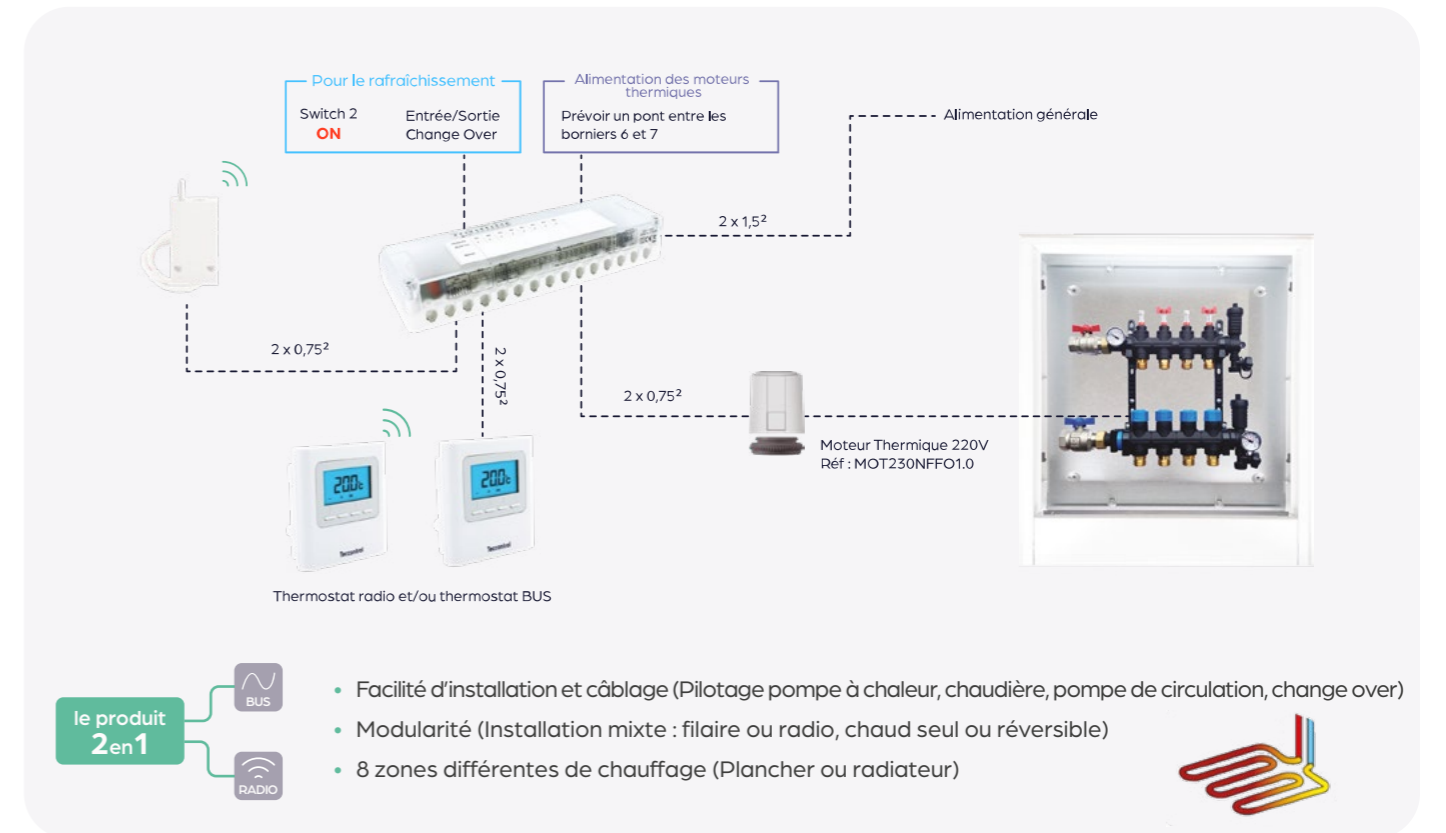 Pour le rafraîchissement
Switch 2
ON
Entrée/Sortie
Change Over
Alimentation des moteurs
thermiques
Prévoir un pont entre les
borniers 6 et 7
Alimentation générale
2 x 1,5²
2 x 0,75²
2 x 0,75²
2 x 0,75²
Moteur Thermique 220V
Réf : MOT230NFFO1.0
20.0c
20.0c
Tecnontrol
Thermostat radio et/ou thermostat BUS
le produit
2en1
BUS
RADIO
• Facilité d'installation et câblage (Pilotage pompe à chaleur, chaudière, pompe de circulation, change over)
• Modularité (Installation mixte : filaire ou radio, chaud seul ou réversible)
• 8 zones différentes de chauffage (Plancher ou radiateur)